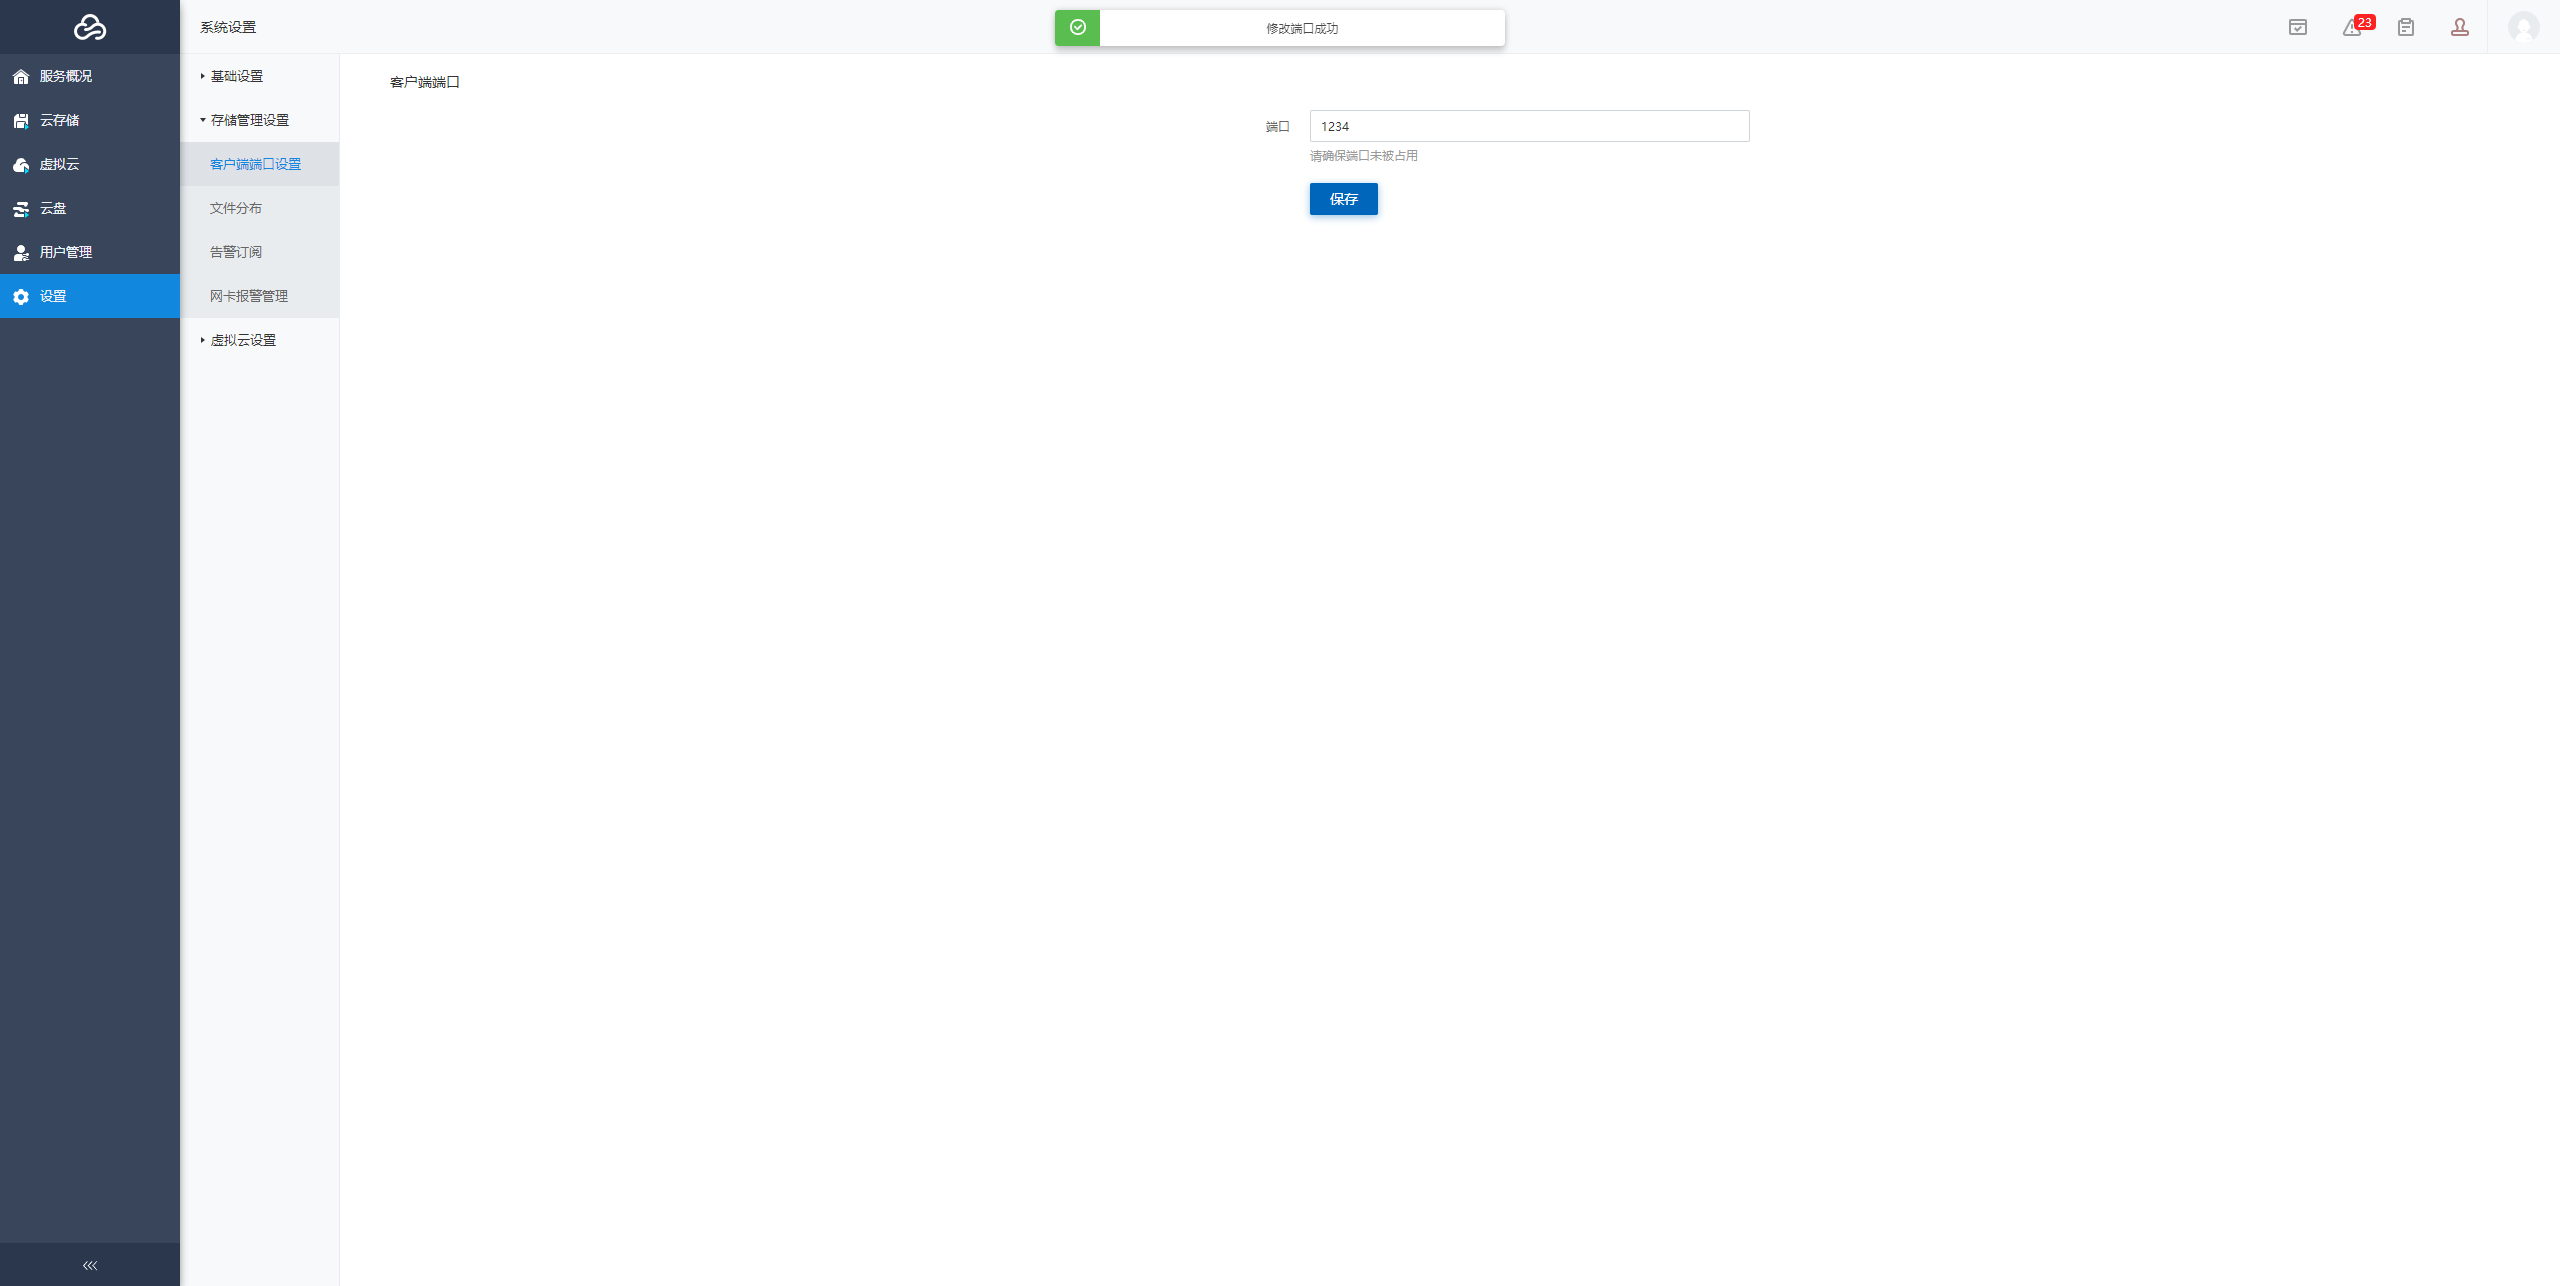 系统设置
修改端口成功
23
服务概况
云存储
虚拟云
云盘
用户管理
设置
基础设置
存储管理设置
客户端端口设置
文件分布
告警订阅
网卡报警管理
虚拟云设置
客户端端口
端口
1234
请确保端口未被占用
保存